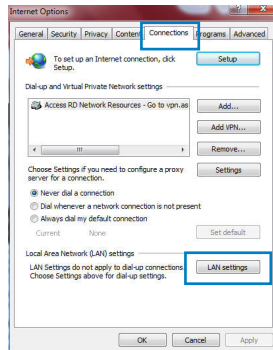 Internet Options
General Security Privacy Content Connections Programs Advanced
To set up an Internet connection, click
Setup.
Setup
Dial-up and Virtual Private Network settings
Access RD Network Resources - Go to vpn.as
Add...
Add VPN...
Remove...
Choose Settings if you need to configure a proxy
server for a connection.
Settings
Never dial a connection
Dial whenever a network connection is not present
Always dial my default connection
Current None
Set default
Local Area Network (LAN) settings
LAN Settings do not apply to dial-up connections.
Choose Settings above for dial-up settings.
LAN settings
OK Cancel Apply